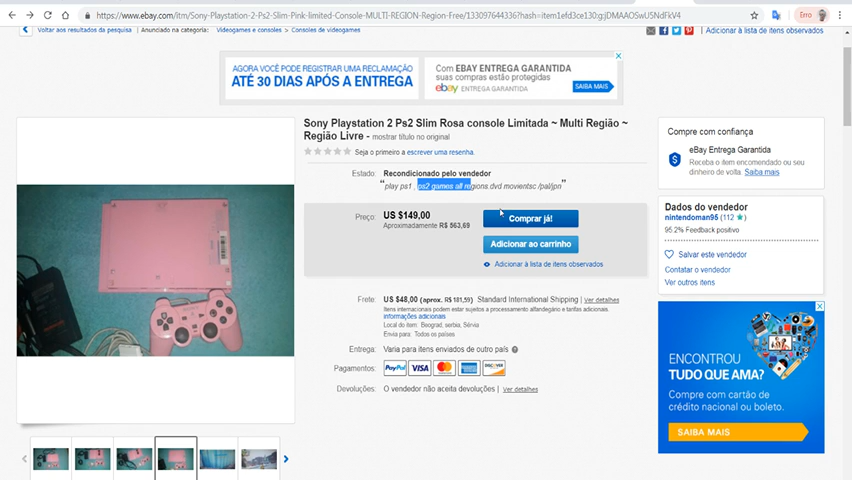 https://www.ebay.com/itm/Sony-Playstation-2-Ps2-Slim-Pink-limited-Console-MULTI-REGION-Region-Free/133097644336?hash=item1efd3ce130:g:jDMAAOSwU5NdFkV4
Erro
Voltar aos resultados da pesquisa
Anunciado na categoria:
Videogames e consoles > Consoles de videogames
Adicionar à lista de itens observados
AGORA VOCÊ PODE REGISTRAR UMA RECLAMAÇÃO
ATÉ 30 DIAS APÓS A ENTREGA
Com EBAY ENTREGA GARANTIDA
suas compras estão protegidas
ebay ENTREGA GARANTIDA
SAIBA MAIS
Sony Playstation 2 Ps2 Slim Rosa console Limitada ~ Multi Região ~
Região Livre - mostrar título no original
Seja o primeiro a escrever uma resenha.
Estado: Recondicionado pelo vendedor
“play ps1 , ps2 games all regions.dvd movientsc /pal/jpn”
Preço: US $149,00
Aproximadamente R$ 563,69
Comprar já!
Adicionar ao carrinho
Adicionar à lista de itens observados
Frete: US $48,00 (aprox. R$ 181,59) Standard International Shipping | Ver detalhes
Itens internacionais podem estar sujeitos a processamento alfandegário e tarifas adicionais.
informações adicionais
Local do item: Beograd, serbia, Sérvia
Envia para: Todos os países
Entrega: Varia para itens enviados de outro país
Pagamentos: PayPal VISA MasterCard DISCOVER
Devoluções: O vendedor não aceita devoluções | Ver detalhes
Compre com confiança
eBay Entrega Garantida
Receba o item encomendado ou seu
dinheiro de volta. Saiba mais
Dados do vendedor
nintendoman95 (112 )
95.2% Feedback positivo
Salvar este vendedor
Contatar o vendedor
Ver outros itens
ENCONTROU
TUDO QUE AMA?
Compre com cartão de
crédito nacional ou boleto.
SAIBA MAIS